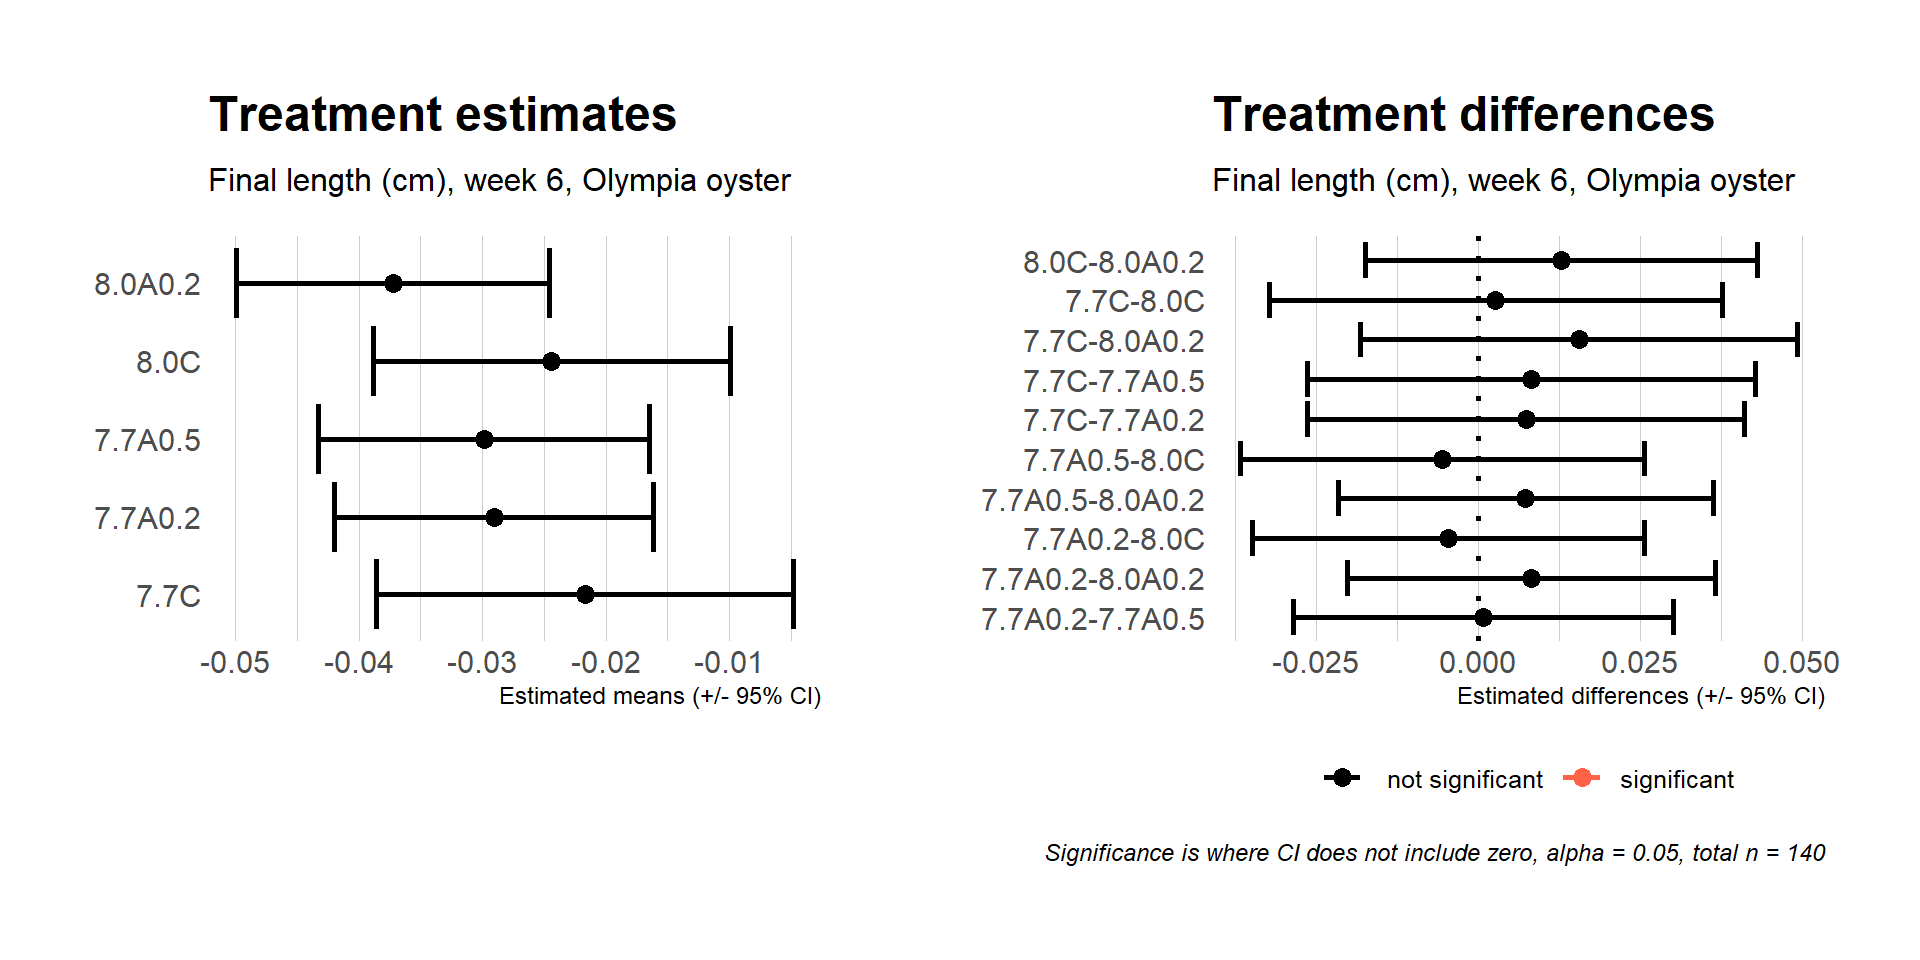 Treatment estimates
Final length (cm), week 6, Olympia oyster
8.0A0.2
8.0C
7.7A0.5
7.7A0.2
7.7C
-0.05 -0.04 -0.03 -0.02 -0.01
Estimated means (+/- 95% CI)
Treatment differences
Final length (cm), week 6, Olympia oyster
8.0C-8.0A0.2
7.7C-8.0C
7.7C-8.0A0.2
7.7C-7.7A0.5
7.7C-7.7A0.2
7.7A0.5-8.0C
7.7A0.5-8.0A0.2
7.7A0.2-8.0C
7.7A0.2-8.0A0.2
7.7A0.2-7.7A0.5
-0.025 0.000 0.025 0.050
Estimated differences (+/- 95% CI)
not significant significant
Significance is where CI does not include zero, alpha = 0.05, total n = 140